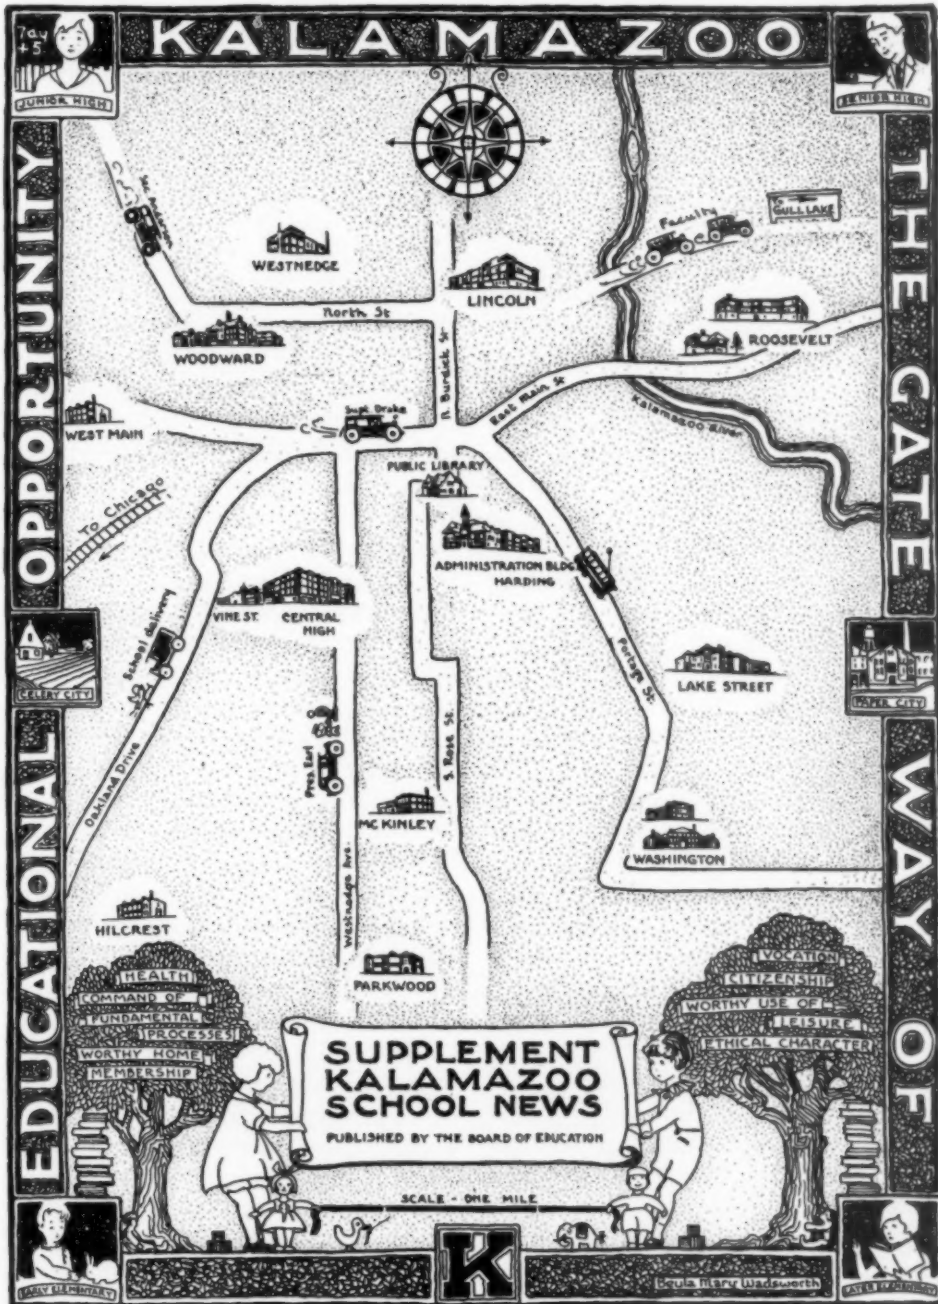 KALAMAZOO
THE GATE
WAY OF
EDUCATIONAL
OPPORTUNITY
JUNIOR HIGH
SENIOR HIGH
Faculty
To
GULL LAKE
WESTNEDGE
LINCOLN
North St
ROOSEVELT
WOODWARD
N. Burdick St
East Main St
Kalamazoo River
WEST MAIN
Supt. Drake
PUBLIC LIBRARY
To Chicago
ADMINISTRATION BLDG.
HARDING
VINE ST.
CENTRAL
HIGH
School delivery
Portage St.
LAKE STREET
CELERY CITY
PAPER CITY
Oakland Drive
Pres. Earl
S. Rose St
MC KINLEY
WASHINGTON
Westnedge Ave
HILCREST
PARKWOOD
HEALTH
COMMAND OF
FUNDAMENTAL
PROCESSES
WORTHY HOME
MEMBERSHIP
VOCATION
CITIZENSHIP
WORTHY USE OF
LEISURE
ETHICAL CHARACTER
SUPPLEMENT
KALAMAZOO
SCHOOL NEWS
PUBLISHED BY THE BOARD OF EDUCATION
SCALE - ONE MILE
EARLY ELEMENTARY
K
Beula Mary Wadsworth
LATER ELEMENTARY